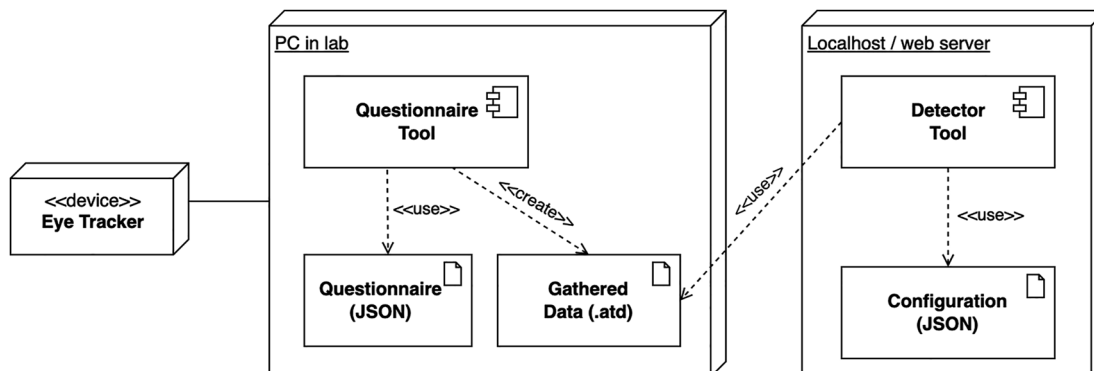 PC in lab
Questionnaire
Tool
<<device>>
Eye Tracker
<<use>>
<<create>>
Questionnaire
(JSON)
Gathered
Data (.atd)
<<use>>
Localhost / web server
Detector
Tool
<<use>>
Configuration
(JSON)